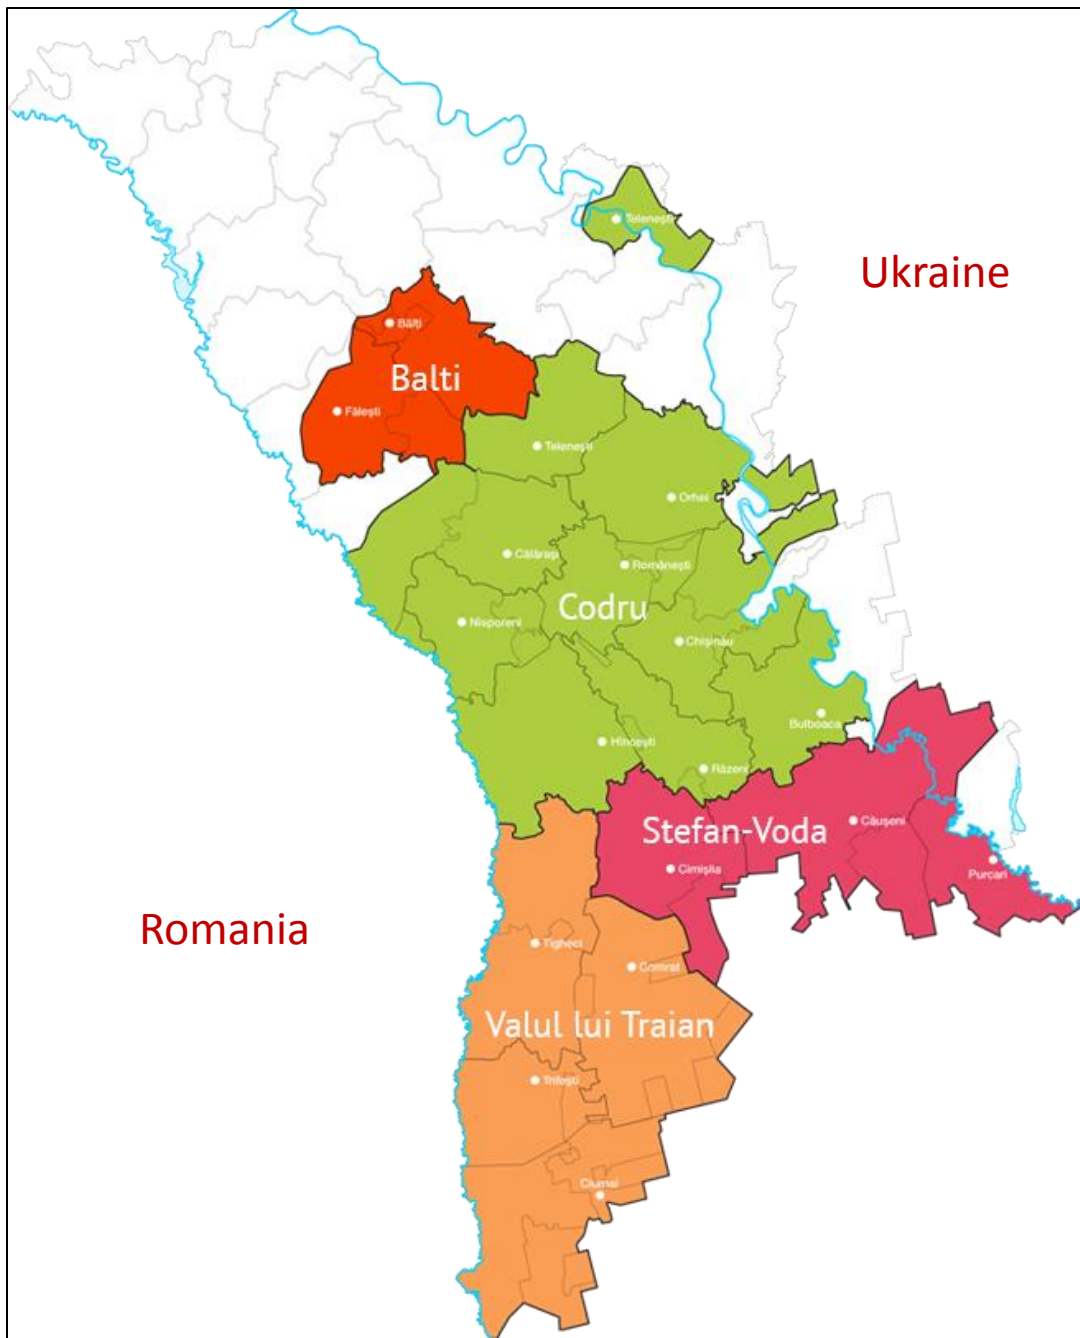 Telenești
Ukraine
Bălți
Balti
Fălești
Telenești
Orhei
Călărași
Românești
Codru
Nisporeni
Chișinău
Bulboaca
Hîncești
Răzeni
Stefan-Voda
Căușeni
Cimișlia
Purcari
Romania
Tigheci
Comrat
Valul lui Traian
Trifești
Ciumai